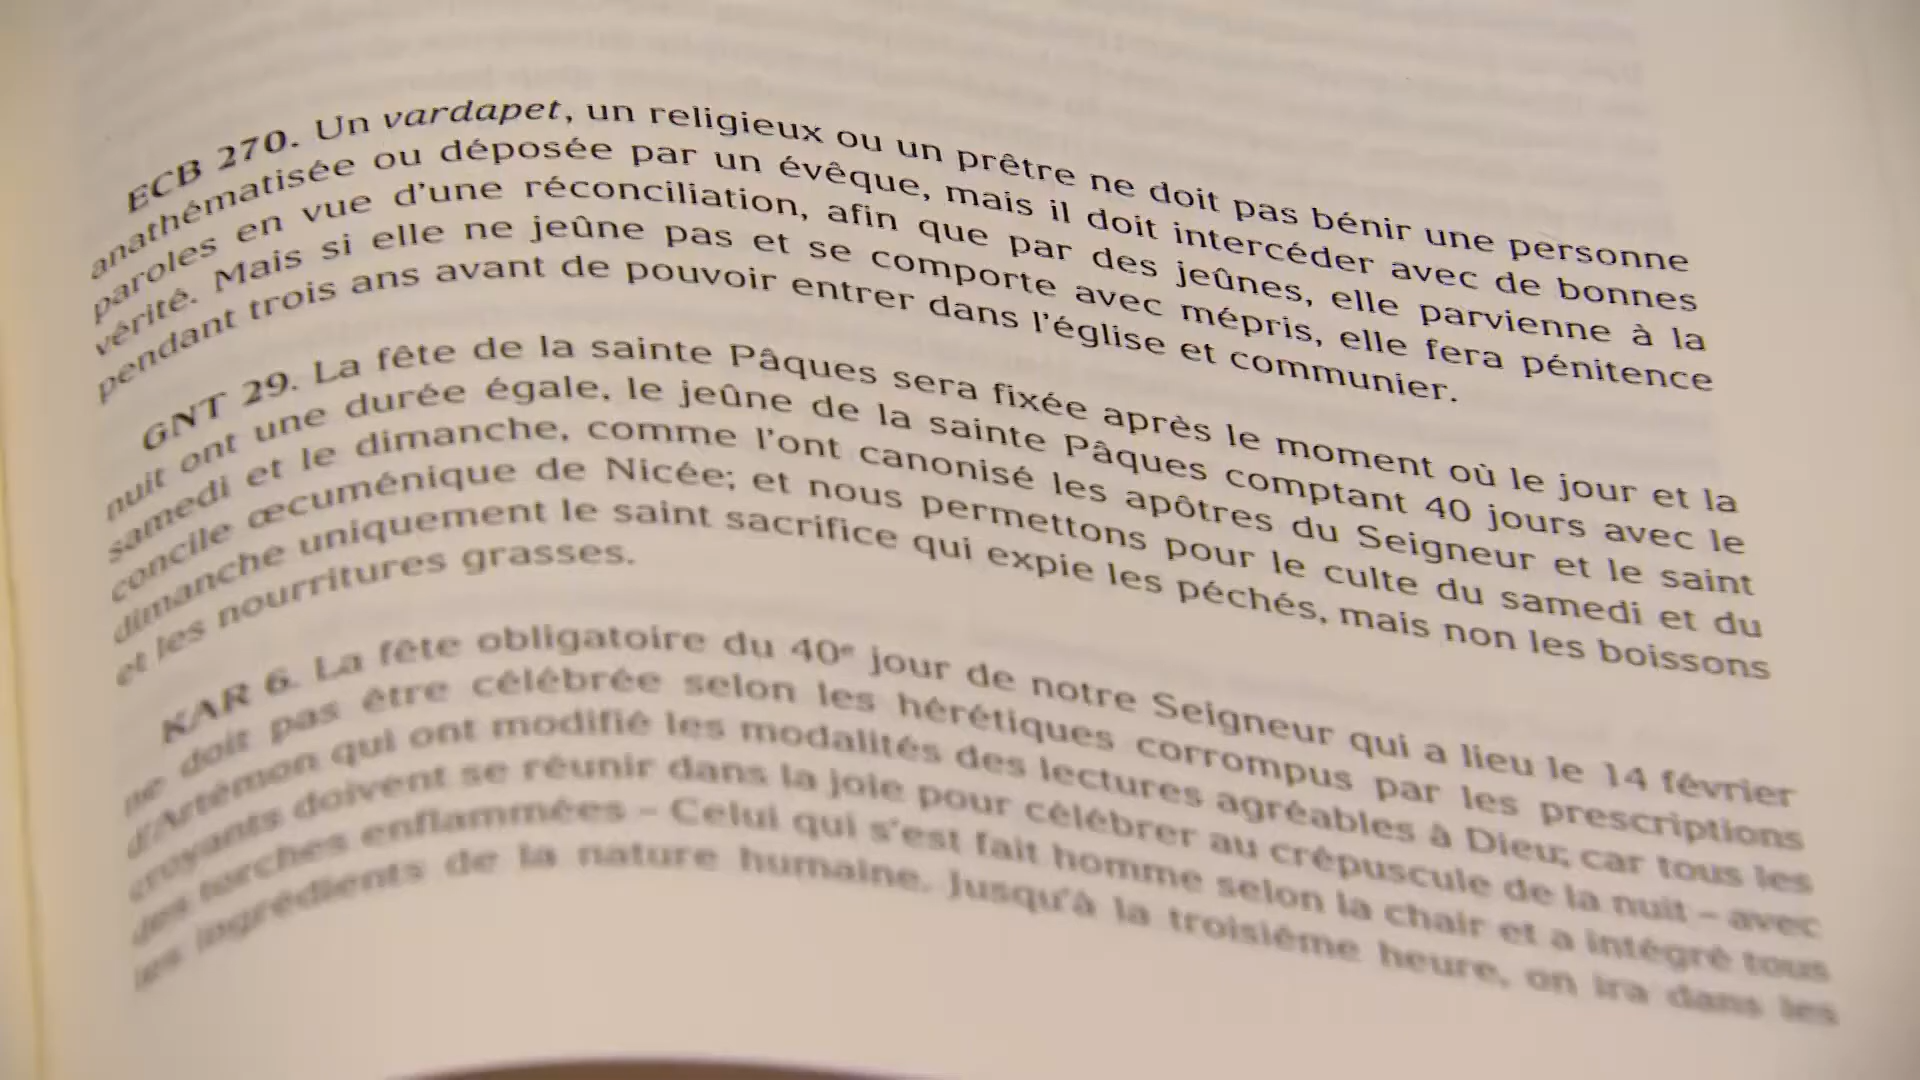 ECB 270. Un vardapet, un religieux ou un prêtre ne doit pas bénir une personne
anathématisée ou déposée par un évêque, mais il doit intercéder avec de bonnes
paroles en vue d'une réconciliation, afin que par des jeûnes, elle parvienne à la
vérité. Mais si elle ne jeûne pas et se comporte avec mépris, elle fera pénitence
pendant trois ans avant de pouvoir entrer dans l'église et communier.
GNT 29. La fête de la sainte Pâques sera fixée après le moment où le jour et la
nuit ont une durée égale, le jeûne de la sainte Pâques comptant 40 jours avec le
samedi et le dimanche, comme l'ont canonisé les apôtres du Seigneur et le saint
concile œcuménique de Nicée; et nous permettons pour le culte du samedi et du
dimanche uniquement le saint sacrifice qui expie les péchés, mais non les boissons
et les nourritures grasses.
KAR 6. La fête obligatoire du 40e jour de notre Seigneur qui a lieu le 14 février
ne doit pas être célébrée selon les hérétiques corrompus par les prescriptions
d'Artémon qui ont modifié les modalités des lectures agréables à Dieu; car tous les
croyants doivent se réunir dans la joie pour célébrer au crépuscule de la nuit – avec
des torches enflammées – Celui qui s'est fait homme selon la chair et a intégré tous
les ingrédients de la nature humaine. Jusqu'à la troisième heure, on ira dans les